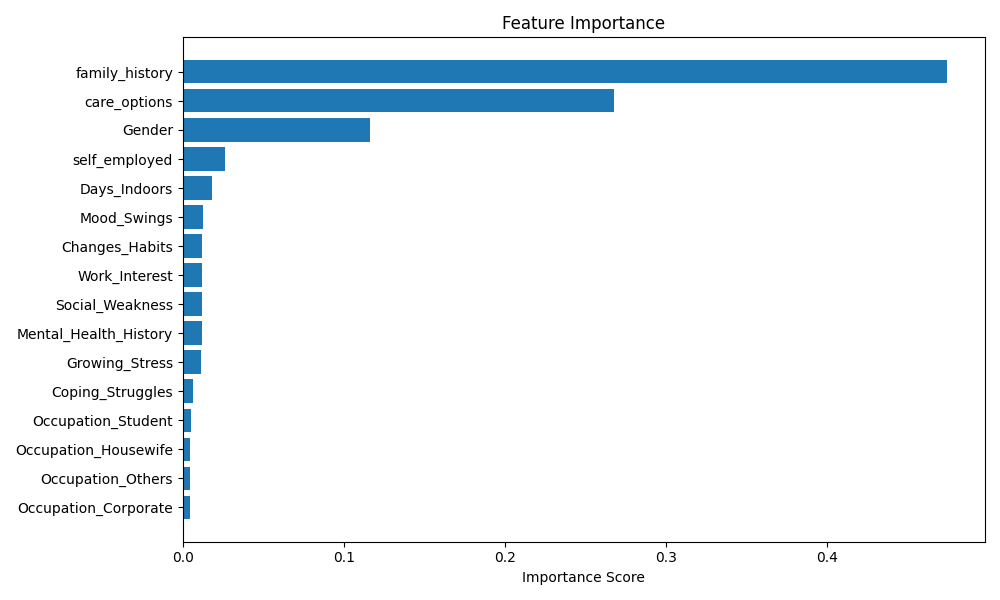 Feature Importance
family_history
care_options
Gender
self_employed
Days_Indoors
Mood_Swings
Changes_Habits
Work_Interest
Social_Weakness
Mental_Health_History
Growing_Stress
Coping_Struggles
Occupation_Student
Occupation_Housewife
Occupation_Others
Occupation_Corporate
0.0 0.1 0.2 0.3 0.4
Importance Score